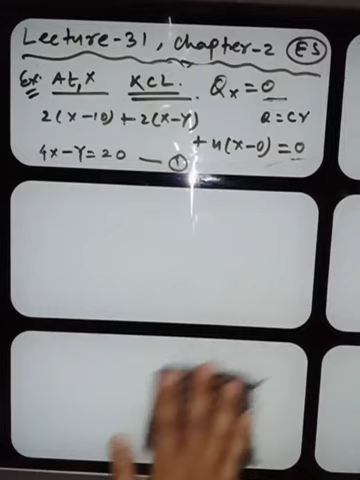 Lecture-31, chapter-2 ES
Ex: At, X KCL. Qx = 0
2(x-10) + 2(x-y) Q = CV
+ 4(x-0) = 0
4x - y = 20 — ①